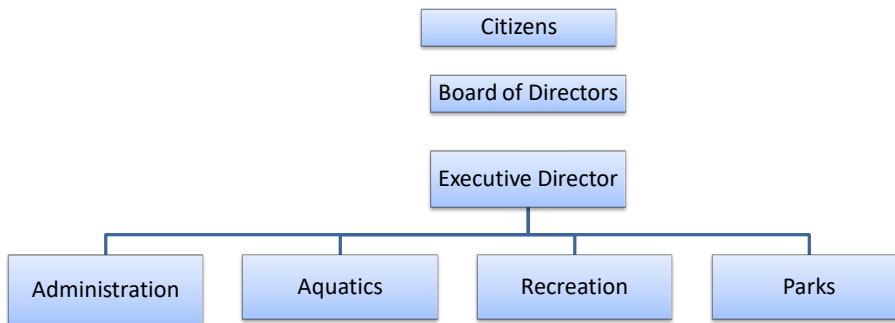 Citizens
Board of Directors
Executive Director
Administration
Aquatics
Recreation
Parks